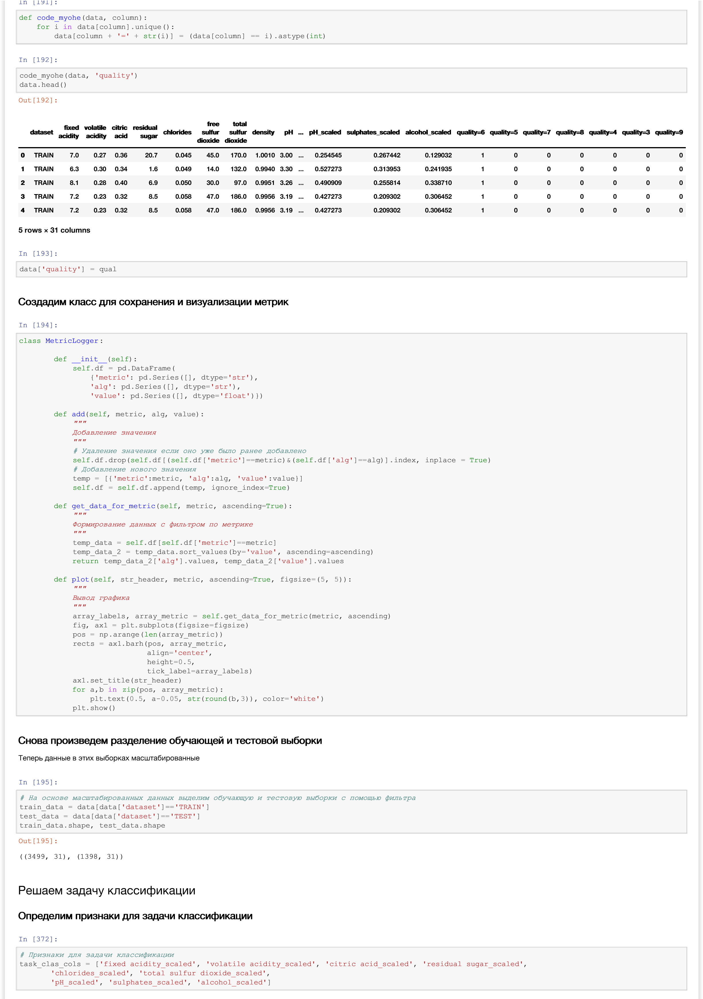 In [191]:
def code_myohe(data, column):
    for i in data[column].unique():
        data[column + '=' + str(i)] = (data[column] == i).astype(int)
In [192]:
code_myohe(data, 'quality')
data.head()
Out[192]:
dataset fixed acidity volatile acidity citric acid residual sugar chlorides free sulfur dioxide total sulfur dioxide density pH ... pH_scaled sulphates_scaled alcohol_scaled quality=6 quality=5 quality=7 quality=8 quality=4 quality=3 quality=9
0 TRAIN 7.0 0.27 0.36 20.7 0.045 45.0 170.0 1.0010 3.00 ... 0.254545 0.267442 0.129032 1 0 0 0 0 0 0
1 TRAIN 6.3 0.30 0.34 1.6 0.049 14.0 132.0 0.9940 3.30 ... 0.527273 0.313953 0.241935 1 0 0 0 0 0 0
2 TRAIN 8.1 0.28 0.40 6.9 0.050 30.0 97.0 0.9951 3.26 ... 0.490909 0.255814 0.338710 1 0 0 0 0 0 0
3 TRAIN 7.2 0.23 0.32 8.5 0.058 47.0 186.0 0.9956 3.19 ... 0.427273 0.209302 0.306452 1 0 0 0 0 0 0
4 TRAIN 7.2 0.23 0.32 8.5 0.058 47.0 186.0 0.9956 3.19 ... 0.427273 0.209302 0.306452 1 0 0 0 0 0 0
5 rows × 31 columns
In [193]:
data['quality'] = qual
Создадим класс для сохранения и визуализации метрик
In [194]:
class MetricLogger:
        def __init__(self):
            self.df = pd.DataFrame(
                {'metric': pd.Series([], dtype='str'),
                'alg': pd.Series([], dtype='str'),
                'value': pd.Series([], dtype='float')})
        def add(self, metric, alg, value):
            """
            Добавление значения
            """
            # Удаление значения если оно уже было ранее добавлено
            self.df.drop(self.df[(self.df['metric']==metric)&(self.df['alg']==alg)].index, inplace = True)
            # Добавление нового значения
            temp = [{'metric':metric, 'alg':alg, 'value':value}]
            self.df = self.df.append(temp, ignore_index=True)
        def get_data_for_metric(self, metric, ascending=True):
            """
            Формирование данных с фильтром по метрике
            """
            temp_data = self.df[self.df['metric']==metric]
            temp_data_2 = temp_data.sort_values(by='value', ascending=ascending)
            return temp_data_2['alg'].values, temp_data_2['value'].values
        def plot(self, str_header, metric, ascending=True, figsize=(5, 5)):
            """
            Вывод графика
            """
            array_labels, array_metric = self.get_data_for_metric(metric, ascending)
            fig, ax1 = plt.subplots(figsize=figsize)
            pos = np.arange(len(array_metric))
            rects = ax1.barh(pos, array_metric,
                             align='center',
                             height=0.5,
                             tick_label=array_labels)
            ax1.set_title(str_header)
            for a,b in zip(pos, array_metric):
                plt.text(0.5, a-0.05, str(round(b,3)), color='white')
            plt.show()
Снова произведем разделение обучающей и тестовой выборки
Теперь данные в этих выборках масштабированные
In [195]:
# На основе масштабированных данных выделим обучающую и тестовую выборки с помощью фильтра
train_data = data[data['dataset']=='TRAIN']
test_data = data[data['dataset']=='TEST']
train_data.shape, test_data.shape
Out[195]:
((3499, 31), (1398, 31))
Решаем задачу классификации
Определим признаки для задачи классификации
In [372]:
# Признаки для задачи классификации
task_clas_cols = ['fixed acidity_scaled', 'volatile acidity_scaled', 'citric acid_scaled', 'residual sugar_scaled',
       'chlorides_scaled', 'total sulfur dioxide_scaled',
       'pH_scaled', 'sulphates_scaled', 'alcohol_scaled']